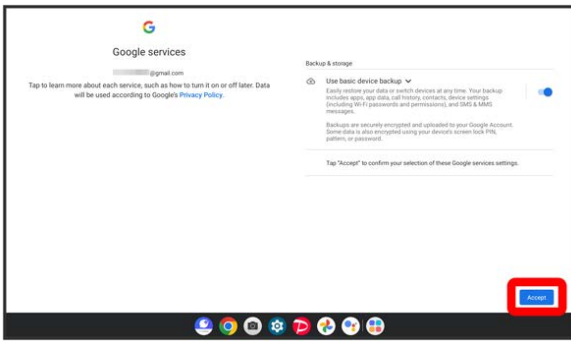 Google services
@gmail.com
Tap to learn more about each service, such as how to turn it on or off later. Data
will be used according to Google's Privacy Policy.
Backup & storage
Use basic device backup
Easily restore your data or switch devices at any time. Your backup
includes apps, app data, call history, contacts, device settings
(including Wi-Fi passwords and permissions), and SMS & MMS
messages.
Backups are securely encrypted and uploaded to your Google Account.
Some data is also encrypted using your device's screen lock PIN,
pattern, or password.
Tap "Accept" to confirm your selection of these Google services settings.
Accept